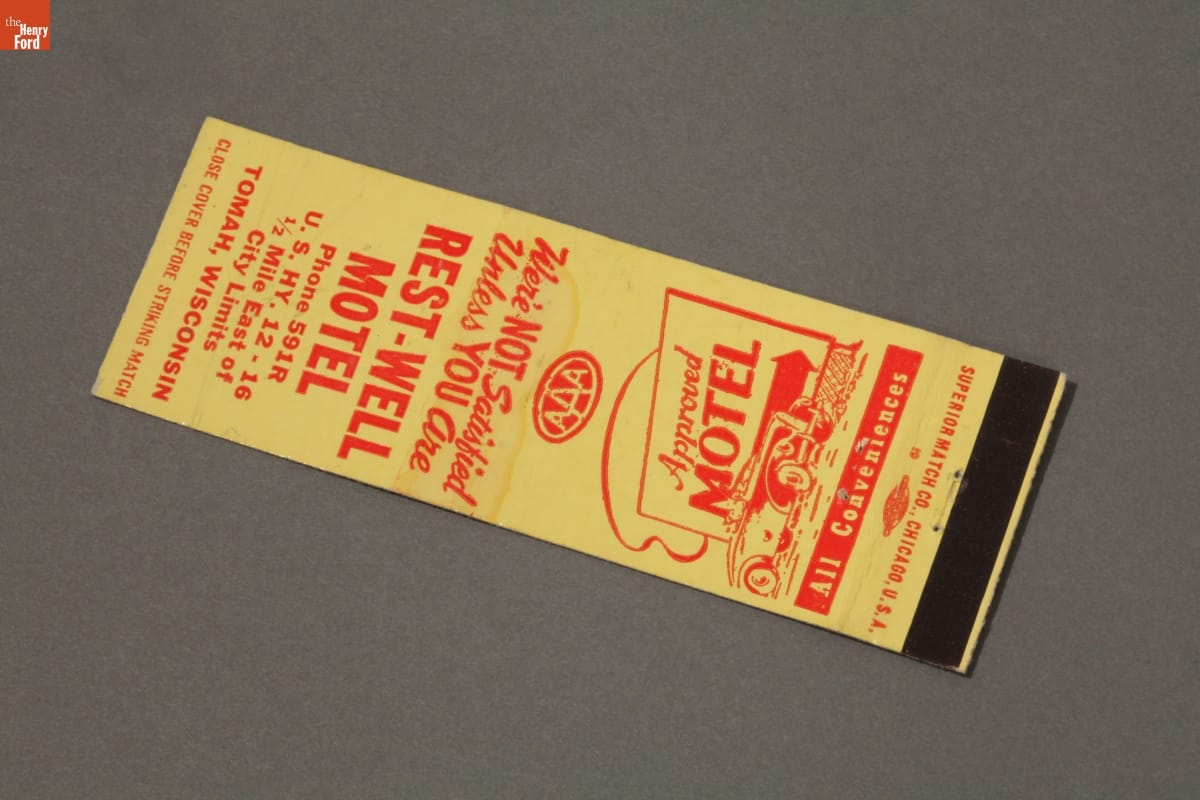 the
Henry
Ford
We're NOT Satisfied
Unless YOU Are
REST-WELL
MOTEL
Phone 591R
U. S. HY 12 - 16
1/2 Mile East of
City Limits
TOMAH, WISCONSIN
CLOSE COVER BEFORE STRIKING MATCH
AAA
Approved
MOTEL
All Conveniences
SUPERIOR MATCH CO., CHICAGO, U.S.A.